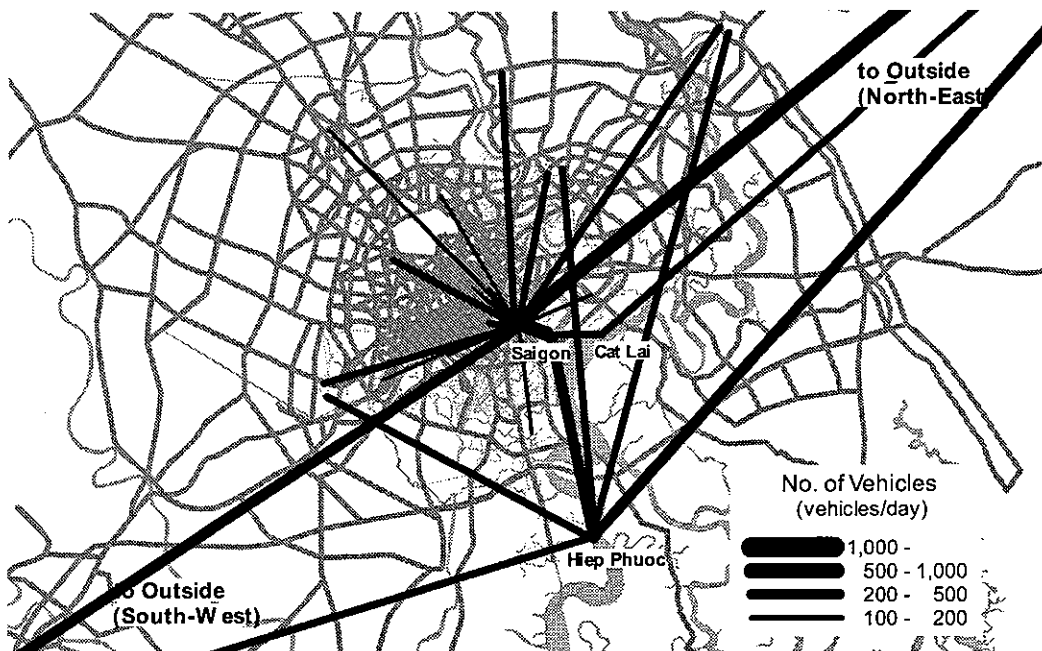 to Outside
(North-East)
Saigon
Cat Lai
Hiep Phuoc
to Outside
(South-West)
No. of Vehicles
(vehicles/day)
1,000 -
500 - 1,000
200 - 500
100 - 200